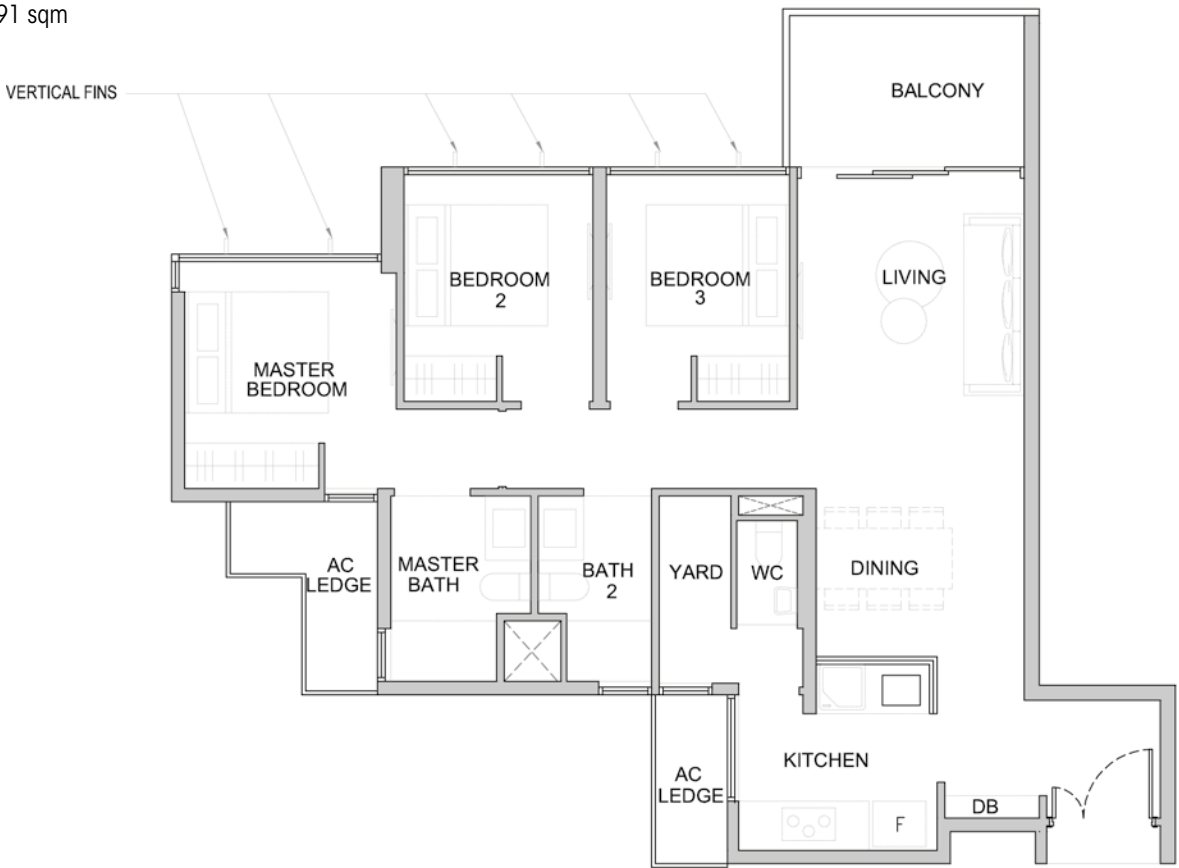 91 sqm
VERTICAL FINS
BALCONY
BEDROOM
2
BEDROOM
3
LIVING
MASTER
BEDROOM
AC
LEDGE
MASTER
BATH
BATH
2
YARD
WC
DINING
KITCHEN
AC
LEDGE
DB
F